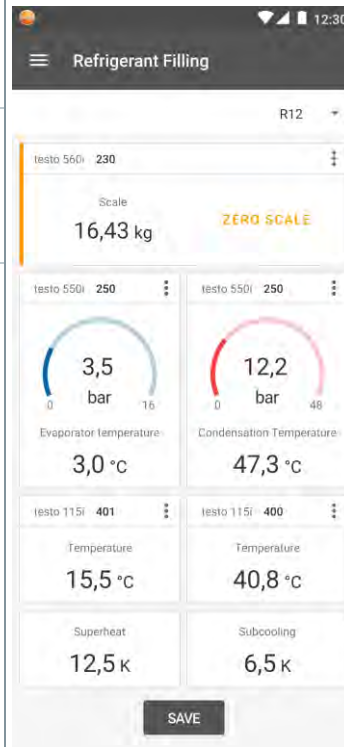 12:30
Refrigerant Filling
R12
testo 560i 230
Scale
16,43 kg
ZERO SCALE
testo 550i 250
testo 550i 250
3,5
bar
0 16
12,2
bar
0 48
Evaporator temperature
Condensation Temperature
3,0 °C
47,3 °C
testo 115i 401
testo 115i 400
Temperature
Temperature
15,5 °C
40,8 °C
Superheat
Subcooling
12,5 K
6,5 K
SAVE